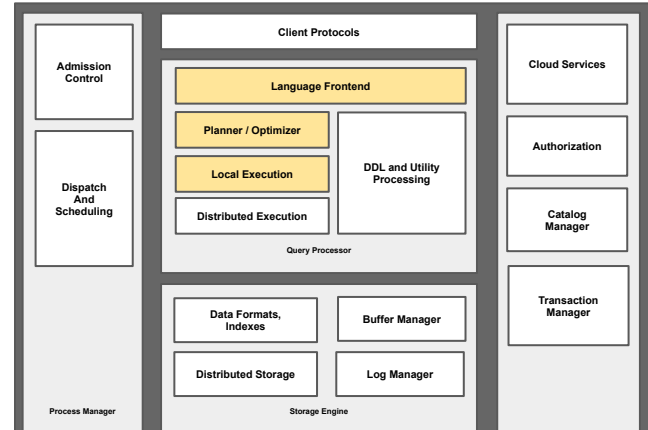 Admission
Control
Dispatch
And
Scheduling
Process Manager
Client Protocols
Language Frontend
Planner / Optimizer
Local Execution
Distributed Execution
DDL and Utility
Processing
Query Processor
Data Formats,
Indexes
Buffer Manager
Distributed Storage
Log Manager
Storage Engine
Cloud Services
Authorization
Catalog
Manager
Transaction
Manager